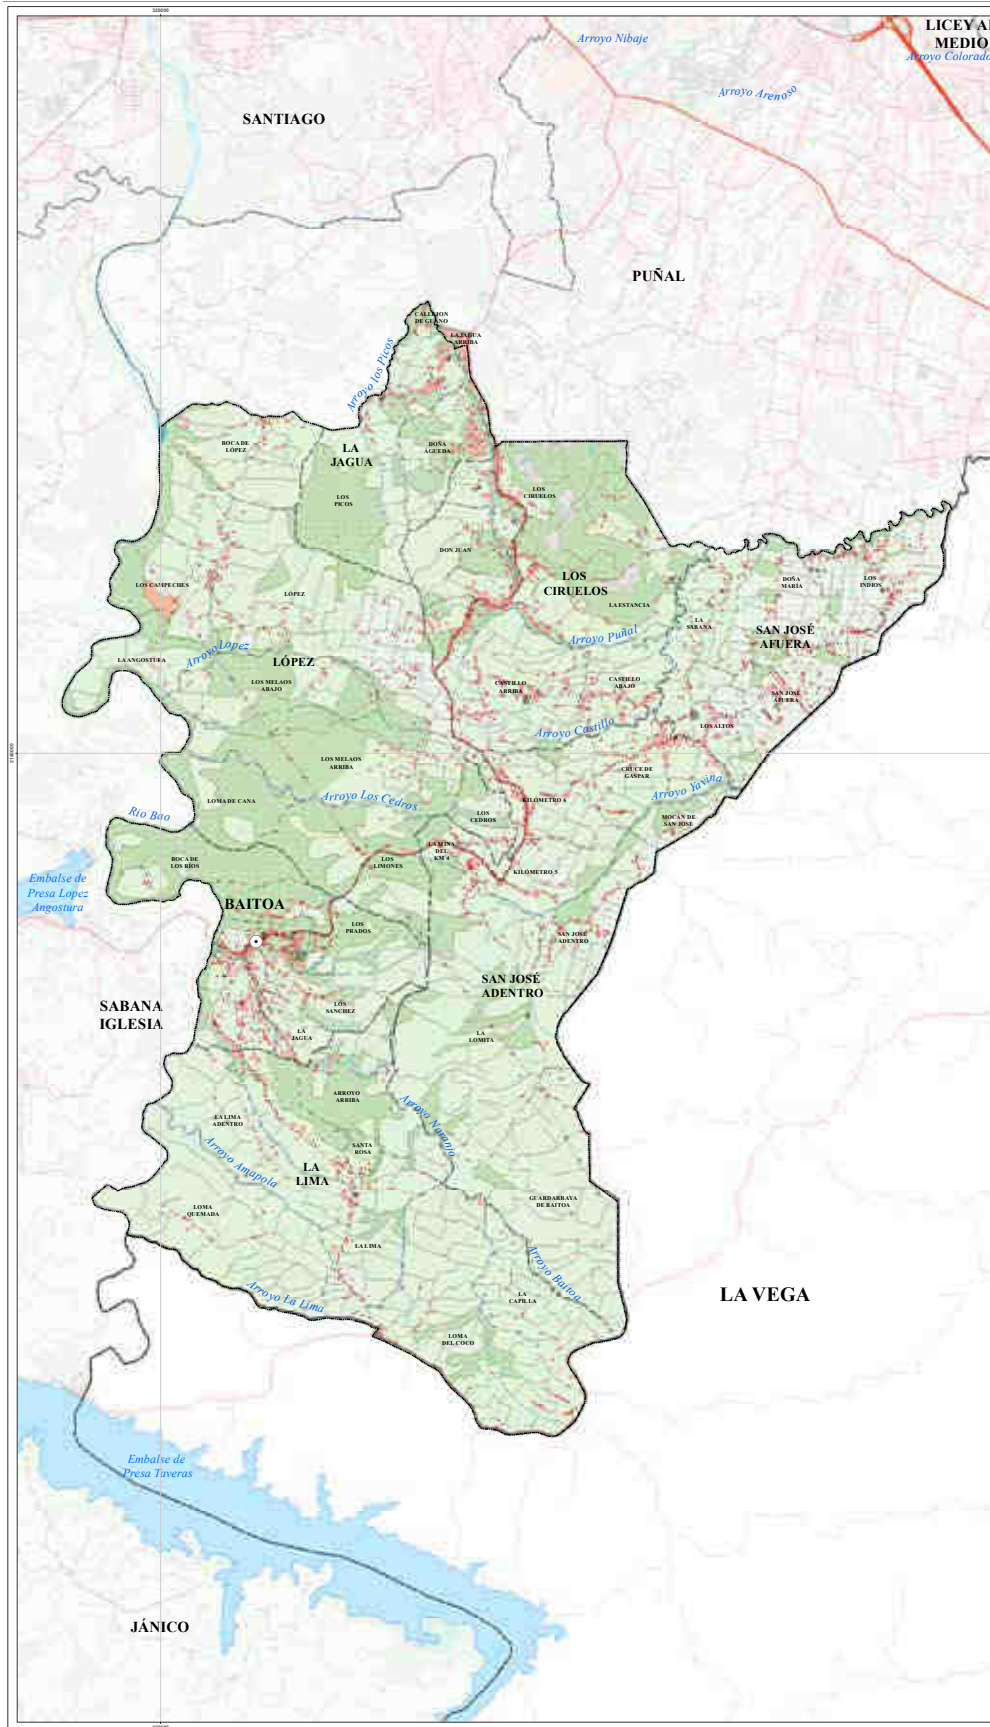 320000
LICEY AL
MEDIO
Arroyo Nibaje
Arroyo Colorado
Arroyo Arenoso
SANTIAGO
PUÑAL
CALLEJON
DE GUANO
LA JAGUA
ARRIBA
Arroyo los Picos
BOCA DE
LÓPEZ
LA
JAGUA
DOÑA
AGUEDA
LOS
PICOS
LOS
CIRUELOS
DON JUAN
LOS CAMPECHES
LÓPEZ
LOS
CIRUELOS
LA ESTANCIA
DOÑA
MARÍA
LOS
INDIOS
LA
SABANA
SAN JOSÉ
AFUERA
Arroyo Puñal
Arroyo Lopez
LA ANGOSTURA
LÓPEZ
LOS MELAOS
ABAJO
CASTILLO
ARRIBA
CASTILLO
ABAJO
SAN JOSÉ
AFUERA
LOS ALTOS
Arroyo Castillo
2140000
LOS MELAOS
ARRIBA
CRUCE DE
GASPAR
Arroyo Yavina
LOMA DE CANA
Arroyo Los Cedros
KILÓMETRO 6
Rio Bao
LOS
CEDROS
MOCÁN DE
SAN JOSÉ
LA MINA
DEL
KM 4
BOCA DE
LOS RÍOS
LOS
LIMONES
KILÓMETRO 5
Embalse de
Presa Lopez
Angostura
BAITOA
LOS
PRADOS
SAN JOSÉ
ADENTRO
SAN JOSÉ
ADENTRO
SABANA
IGLESIA
LOS
SANCHEZ
LA
JAGUA
LA
LOMITA
ARROYO
ARRIBA
Arroyo Naranjo
LA LIMA
ADENTRO
Arroyo Amapola
SANTA
ROSA
LA
LIMA
LOMA
QUEMADA
GUARDARRAYA
DE BAITOA
LA LIMA
Arroyo Baitoa
Arroyo La Lima
LA
CAPILLA
LA VEGA
LOMA
DEL COCO
Embalse de
Presa Taveras
JÁNICO